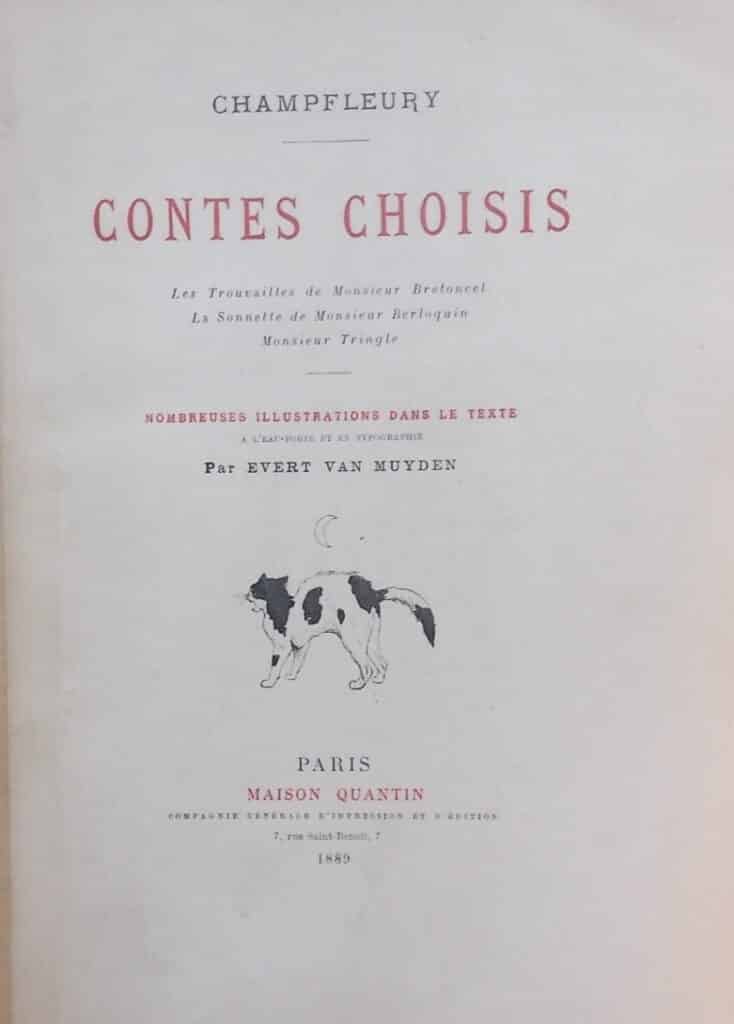 CHAMPFLEURY
CONTES CHOISIS
Les Trouvailles de Monsieur Bretoncel
La Sonnette de Monsieur Berloquin
Monsieur Tringle
NOMBREUSES ILLUSTRATIONS DANS LE TEXTE
A L'EAU-FORTE ET EN TYPOGRAPHIE
Par EVERT VAN MUYDEN
PARIS
MAISON QUANTIN
COMPAGNIE GÉNÉRALE D'IMPRESSION ET D'ÉDITION
7, rue Saint-Benoit, 7
1889